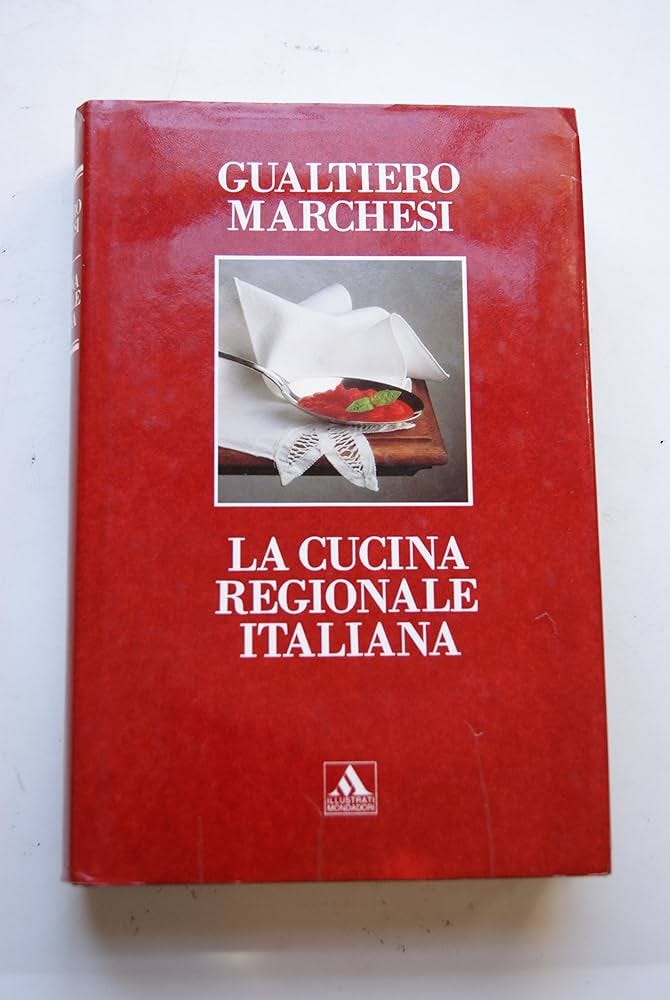 GUALTIERO
MARCHESI
LA CUCINA
REGIONALE
ITALIANA
ILLUSTRATI
MONDADORI